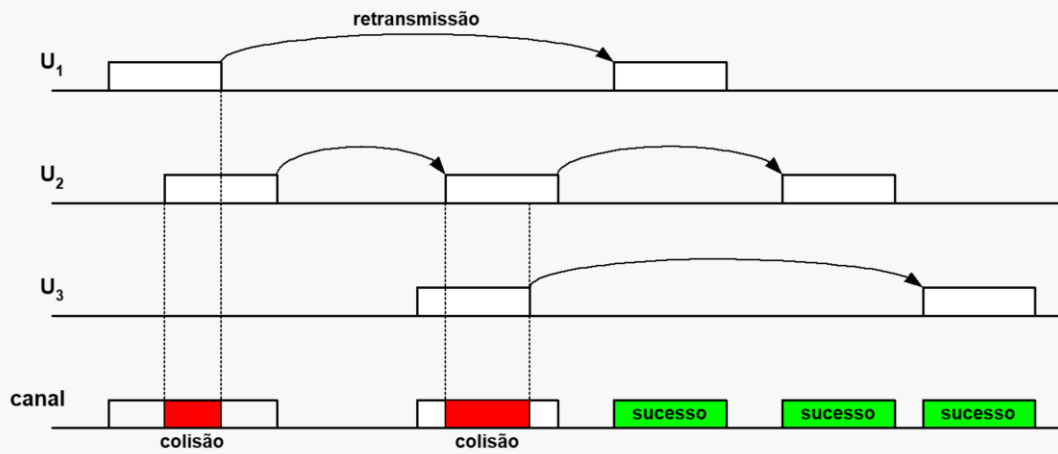 retransmissão
U1
U2
U3
canal
sucesso
sucesso
sucesso
colisão
colisão